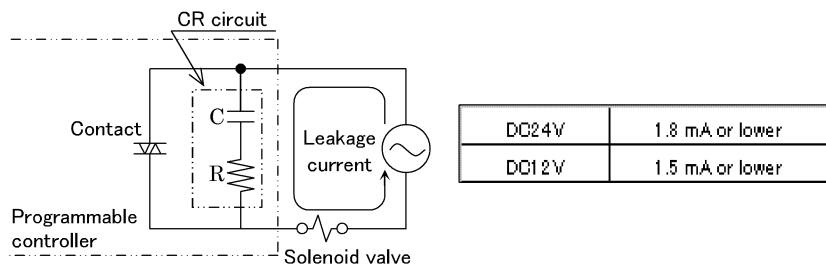 CR circuit
C
Contact
R
Leakage
current
Programmable
controller
Solenoid valve
DC24V 1.8 mA or lower
DC12V 1.5 mA or lower